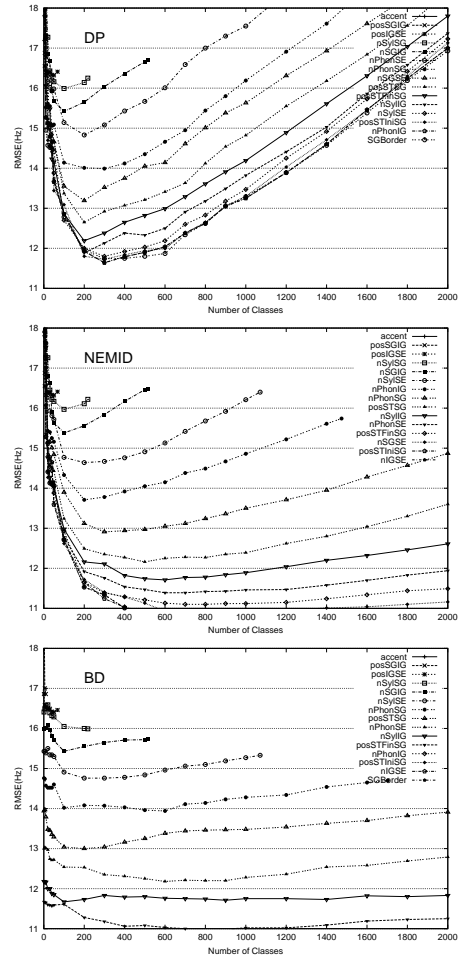 DP
18
17
16
15
14
13
12
11
RMSE(Hz)
0 200 400 600 800 1000 1200 1400 1600 1800 2000
Number of Classes
accent
posSGIG
posIGSE
nSylSG
nSGIG
nPhonSE
nPhonSG
nSGSE
posSTSG
posSTFinSG
nSylIG
nSylSE
posSTIniSG
nPhonIG
SGBorder
NEMID
18
17
16
15
14
13
12
11
RMSE(Hz)
0 200 400 600 800 1000 1200 1400 1600 1800 2000
Number of Classes
accent
posSGIG
posIGSE
nSylSG
nSGIG
nSylSE
nPhonIG
nPhonSG
posSTSG
nSylIG
nPhonSE
posSTFinSG
nSGSE
posSTIniSG
nIGSE
BD
18
17
16
15
14
13
12
11
RMSE(Hz)
0 200 400 600 800 1000 1200 1400 1600 1800 2000
Number of Classes
accent
posSGIG
posIGSE
nSylSG
nSGIG
nSylSE
nPhonSG
posSTSG
nPhonSE
nSylIG
posSTFinSG
nPhonIG
posSTIniSG
nIGSE
SGBorder